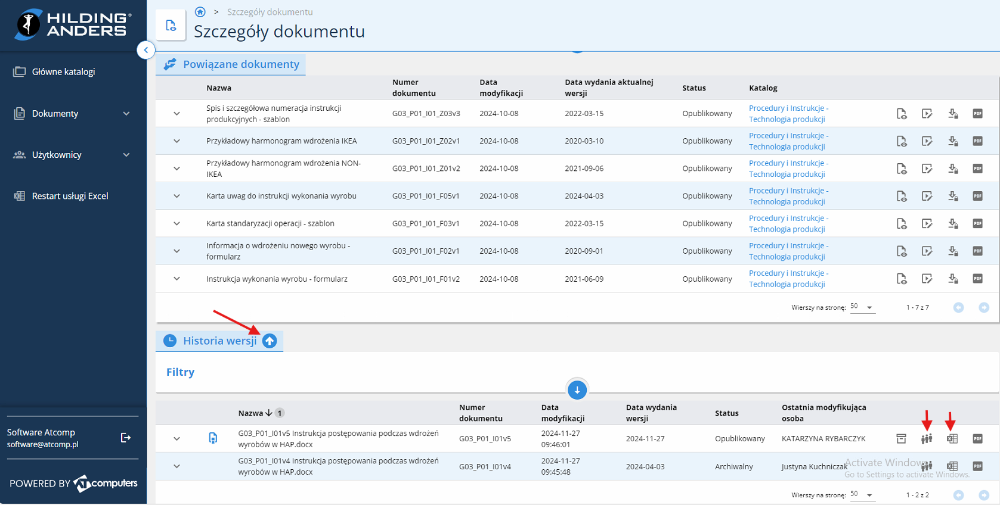 HILDING®
ANDERS
Główne katalogi
Dokumenty
Użytkownicy
Restart usługi Excel
Software Atcomp
software@atcomp.pl
POWERED BY ATcomputers
> Szczegóły dokumentu
Szczegóły dokumentu
Powiązane dokumenty
Nazwa Numer dokumentu Data modyfikacji Data wydania aktualnej wersji Status Katalog
Spis i szczegółowa numeracja instrukcji produkcyjnych - szablon G03_P01_I01_Z03v3 2024-10-08 2022-03-15 Opublikowany Procedury i Instrukcje - Technologia produkcji PDF
Przykładowy harmonogram wdrożenia IKEA G03_P01_I01_Z02v1 2024-10-08 2020-03-10 Opublikowany Procedury i Instrukcje - Technologia produkcji PDF
Przykładowy harmonogram wdrożenia NON-IKEA G03_P01_I01_Z01v2 2024-10-08 2021-09-06 Opublikowany Procedury i Instrukcje - Technologia produkcji PDF
Karta uwag do instrukcji wykonania wyrobu G03_P01_I01_F05v1 2024-10-08 2024-04-03 Opublikowany Procedury i Instrukcje - Technologia produkcji PDF
Karta standaryzacji operacji - szablon G03_P01_I01_F03v1 2024-10-08 2022-03-15 Opublikowany Procedury i Instrukcje - Technologia produkcji PDF
Informacja o wdrożeniu nowego wyrobu - formularz G03_P01_I01_F02v1 2024-10-08 2020-09-01 Opublikowany Procedury i Instrukcje - Technologia produkcji PDF
Instrukcja wykonania wyrobu - formularz G03_P01_I01_F01v2 2024-10-08 2021-06-09 Opublikowany Procedury i Instrukcje - Technologia produkcji PDF
Wierszy na stronę: 50 1 - 7 z 7
Historia wersji
Filtry
Nazwa 1 Numer dokumentu Data modyfikacji Data wydania wersji Status Ostatnia modyfikująca osoba
G03_P01_I01v5 Instrukcja postępowania podczas wdrożeń wyrobów w HAP.docx G03_P01_I01v5 2024-11-27 09:46:01 2024-11-27 Opublikowany KATARZYNA RYBARCZYK PDF
G03_P01_I01v4 Instrukcja postępowania podczas wdrożeń wyrobów w HAP.docx G03_P01_I01v4 2024-11-27 09:45:48 2024-04-03 Archiwalny Justyna Kuchniczak PDF
Activate Windows
Go to Settings to activate Windows.
Wierszy na stronę: 50 1 - 2 z 2